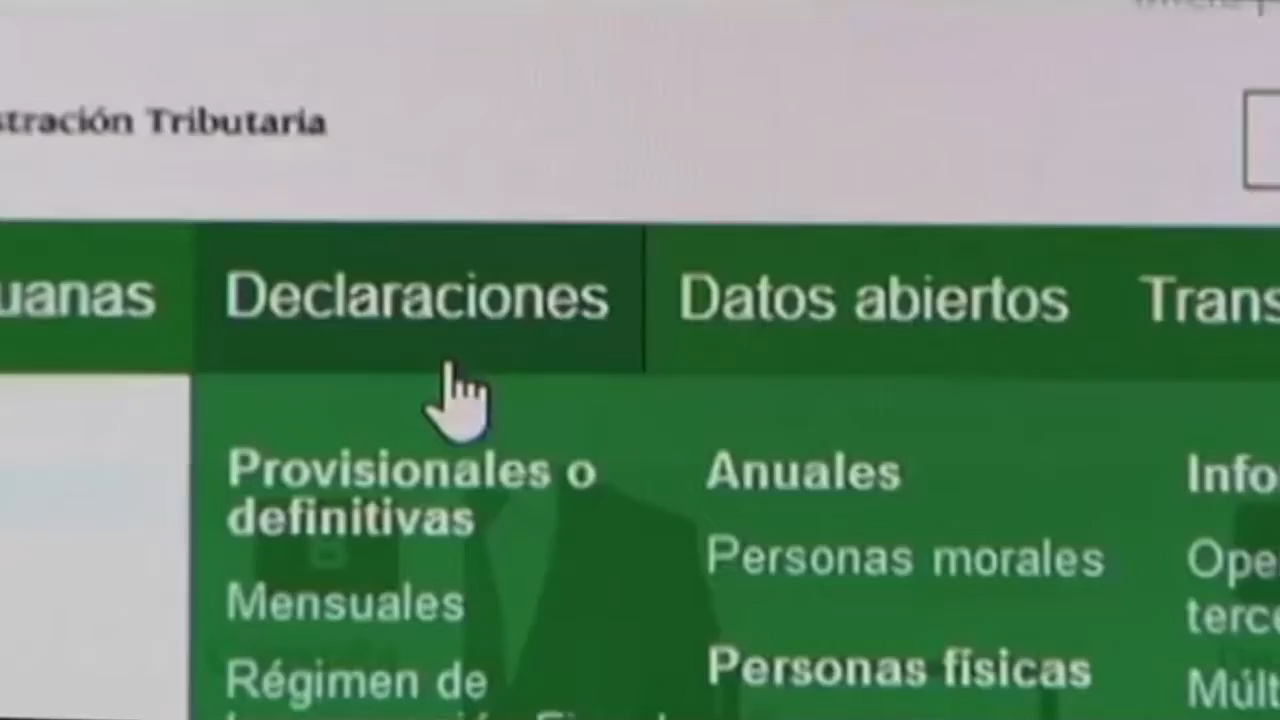 stración Tributaria
uanas
Declaraciones
Datos abiertos
Trans
Provisionales o
definitivas
Mensuales
Régimen de
Anuales
Personas morales
Personas físicas
Info
Ope
terce
Múlt